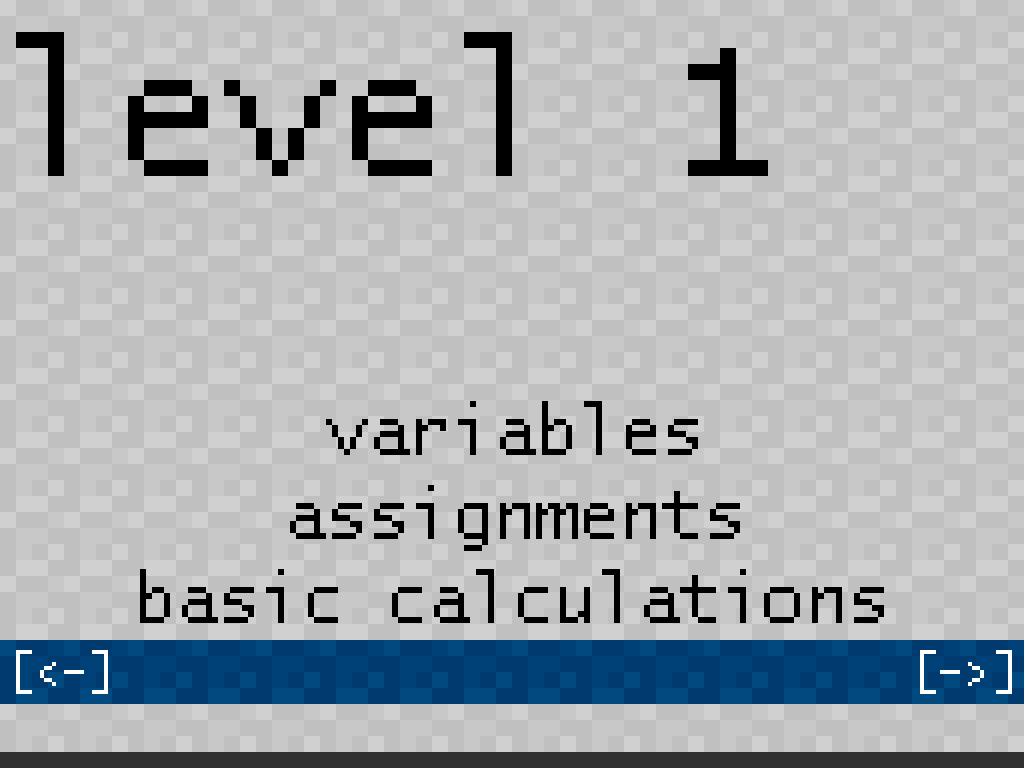 level 1
variables
assignments
basic calculations
[<-] [->]